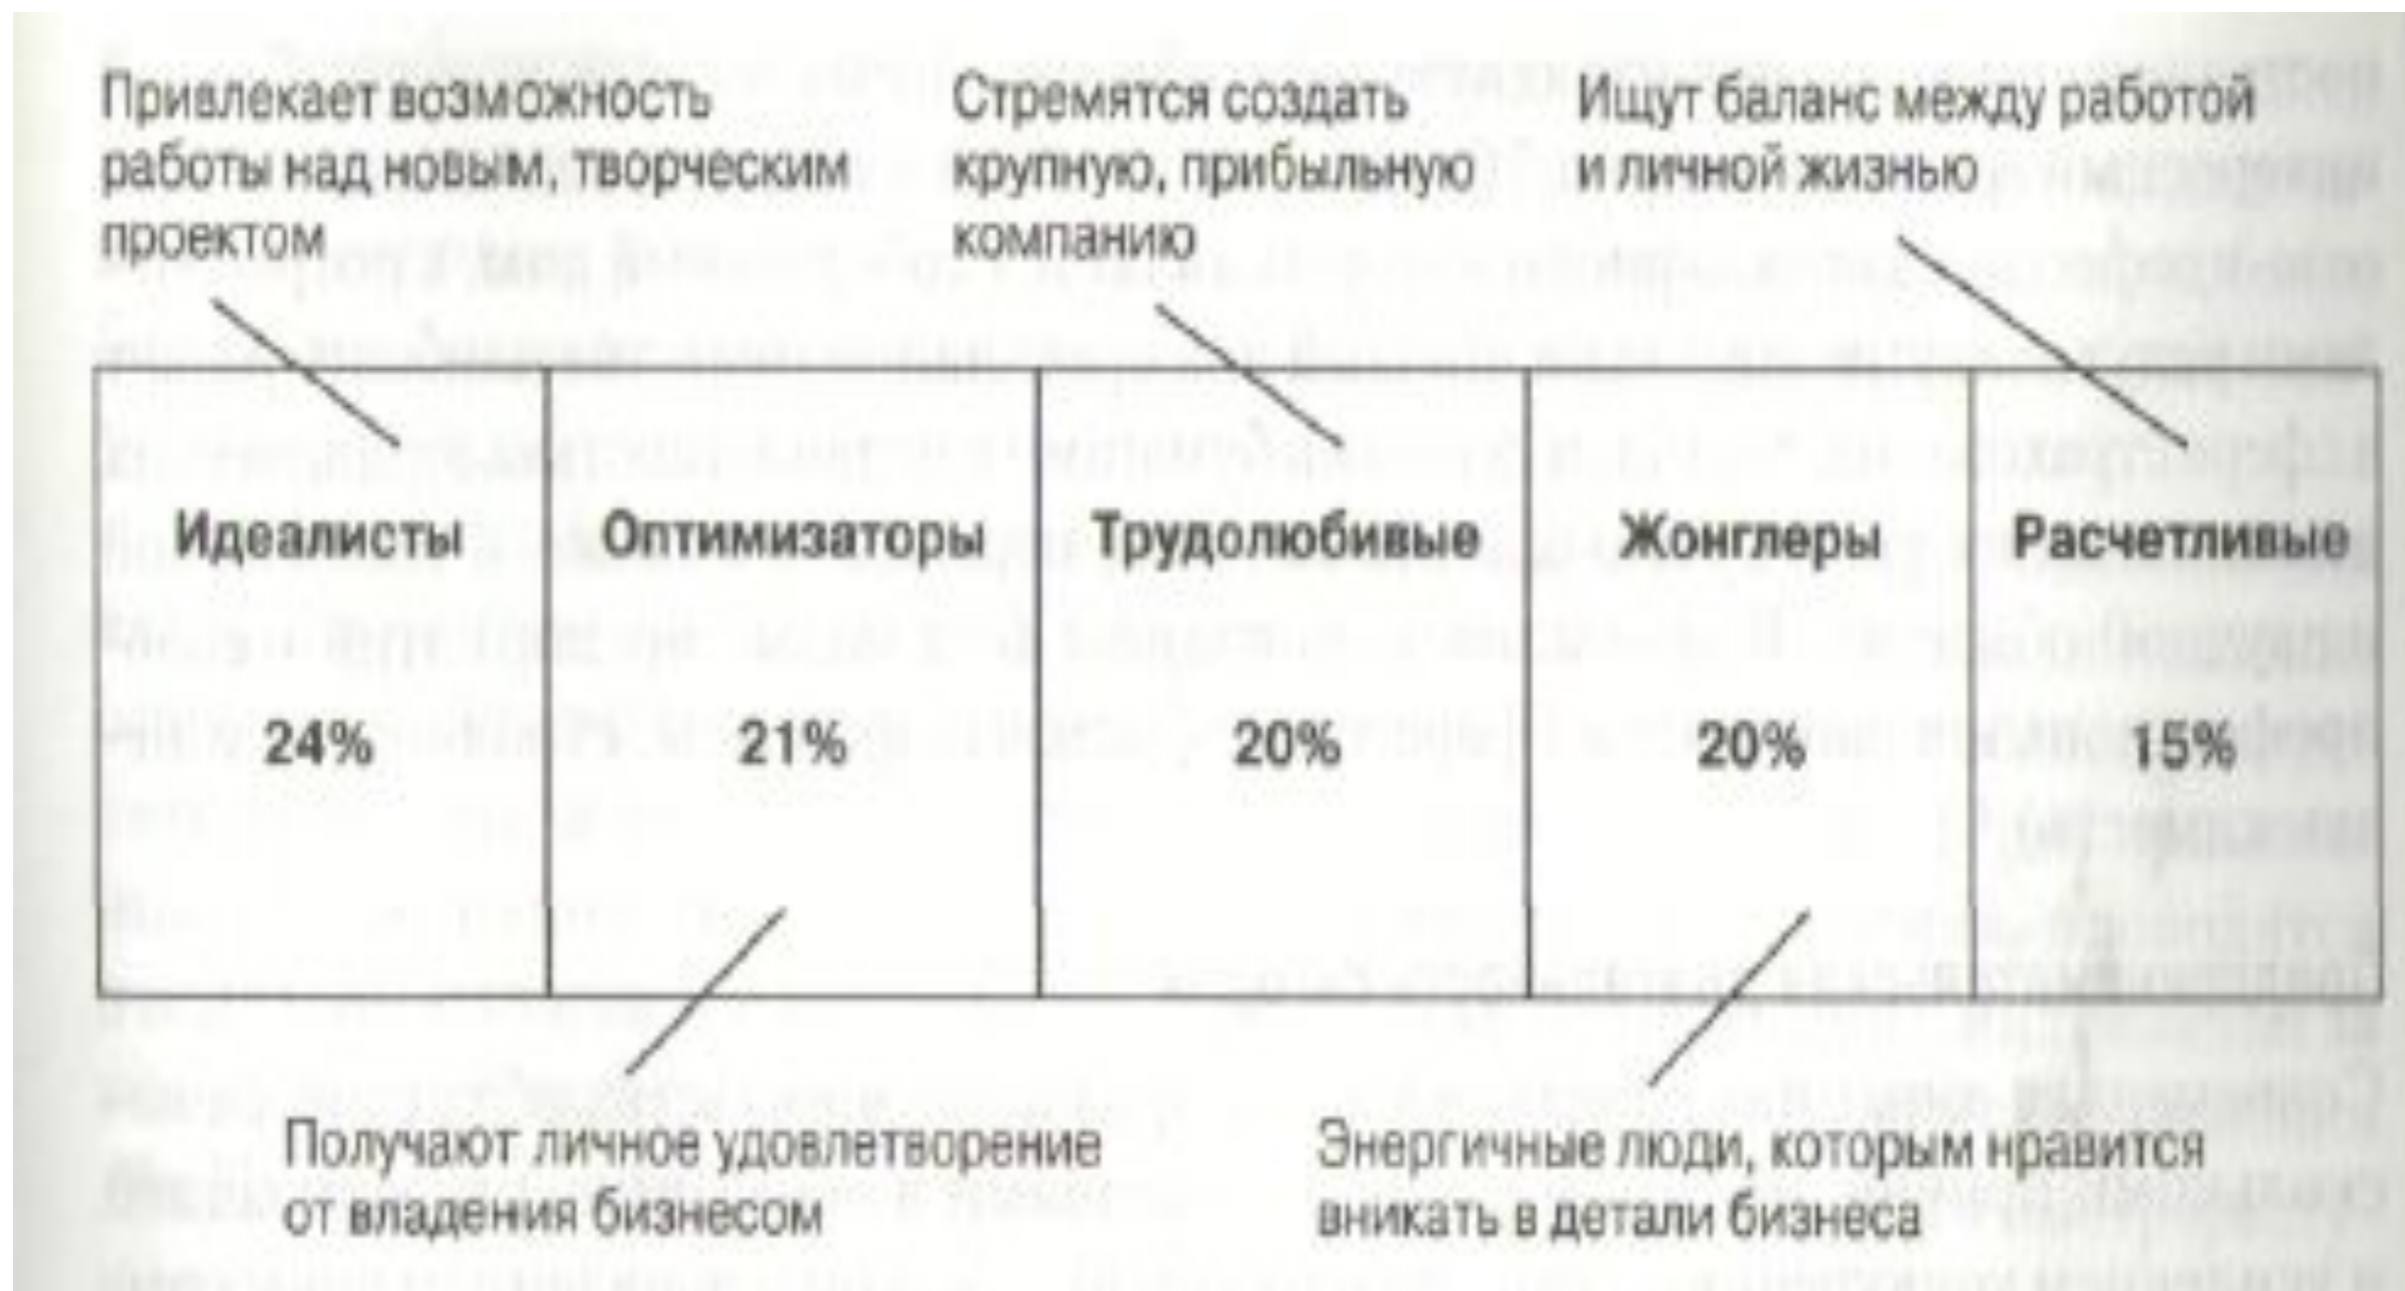 Привлекает возможность
работы над новым, творческим
проектом
Стремятся создать
крупную, прибыльную
компанию
Ищут баланс между работой
и личной жизнью
Идеалисты
Оптимизаторы
Трудолюбивые
Жонглеры
Расчетливые
24%
21%
20%
20%
15%
Получают личное удовлетворение
от владения бизнесом
Энергичные люди, которым нравится
вникать в детали бизнеса